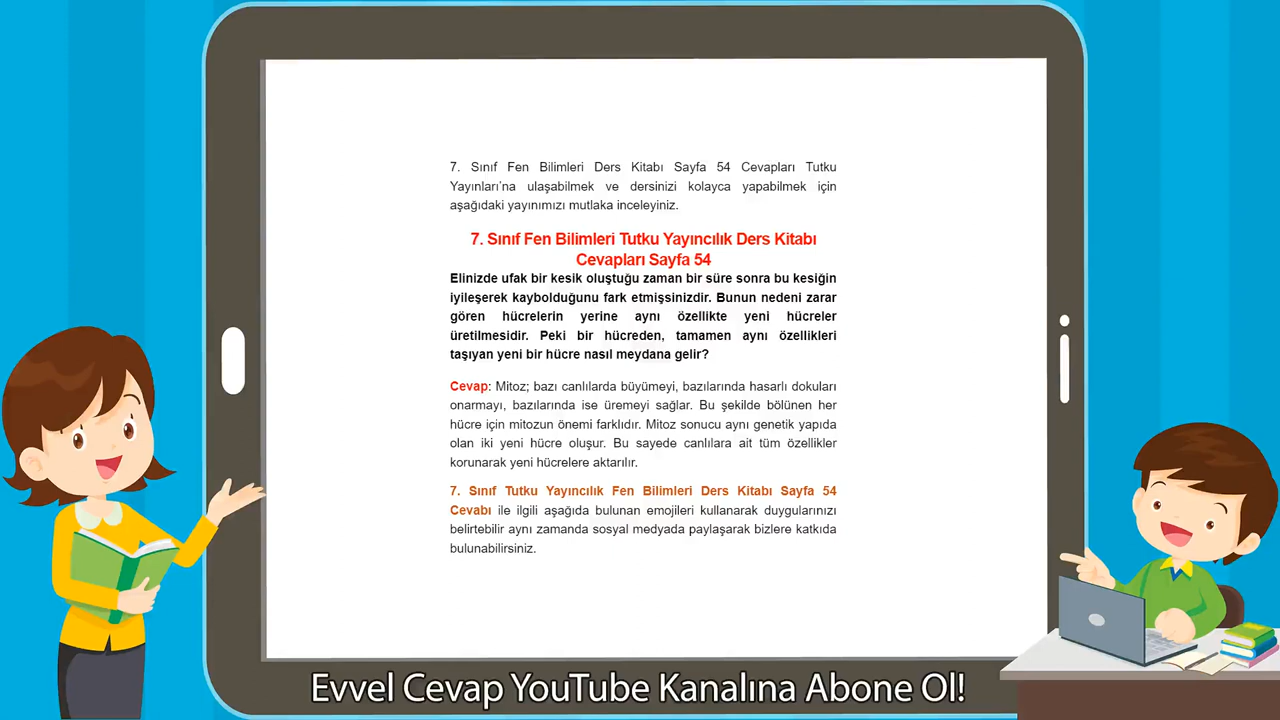 7. Sınıf Fen Bilimleri Ders Kitabı Sayfa 54 Cevapları Tutku
Yayınları'na ulaşabilmek ve dersinizi kolayca yapabilmek için
aşağıdaki yayınımızı mutlaka inceleyiniz.
7. Sınıf Fen Bilimleri Tutku Yayıncılık Ders Kitabı
Cevapları Sayfa 54
Elinizde ufak bir kesik oluştuğu zaman bir süre sonra bu kesiğin
iyileşerek kaybolduğunu fark etmişsinizdir. Bunun nedeni zarar
gören hücrelerin yerine aynı özellikte yeni hücreler
üretilmesidir. Peki bir hücreden, tamamen aynı özellikleri
taşıyan yeni bir hücre nasıl meydana gelir?
Cevap: Mitoz; bazı canlılarda büyümeyi, bazılarında hasarlı dokuları
onarmayı, bazılarında ise üremeyi sağlar. Bu şekilde bölünen her
hücre için mitozun önemi farklıdır. Mitoz sonucu aynı genetik yapıda
olan iki yeni hücre oluşur. Bu sayede canlılara ait tüm özellikler
korunarak yeni hücrelere aktarılır.
7. Sınıf Tutku Yayıncılık Fen Bilimleri Ders Kitabı Sayfa 54
Cevabı ile ilgili aşağıda bulunan emojileri kullanarak duygularınızı
belirtebilir aynı zamanda sosyal medyada paylaşarak bizlere katkıda
bulunabilirsiniz.
Evvel Cevap YouTube Kanalına Abone Ol!